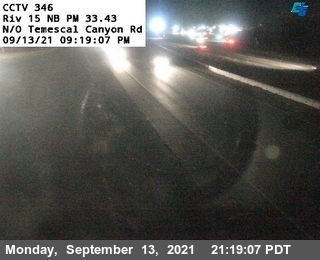 CCTV 346
Riv 15 NB PM 33.43
N/O Temescal Canyon Rd
09/13/21 09:19:07 PM
Monday, September 13, 2021 21:19:07 PDT